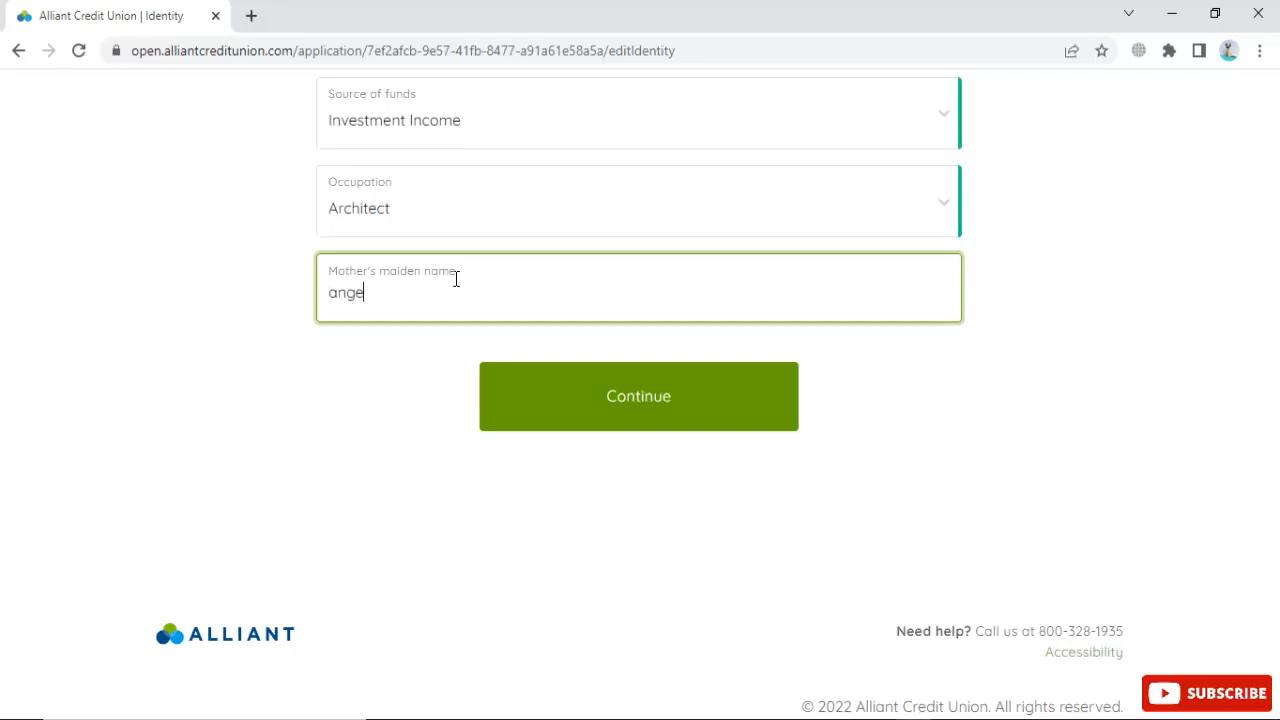 Alliant Credit Union | Identity
open.alliantcreditunion.com/application/7ef2afcb-9e57-41fb-8477-a91a61e58a5a/editIdentity
Source of funds
Investment Income
Occupation
Architect
Mother's maiden name
ange
Continue
ALLIANT
Need help? Call us at 800-328-1935
Accessibility
SUBSCRIBE
© 2022 Alliant Credit Union. All rights reserved.